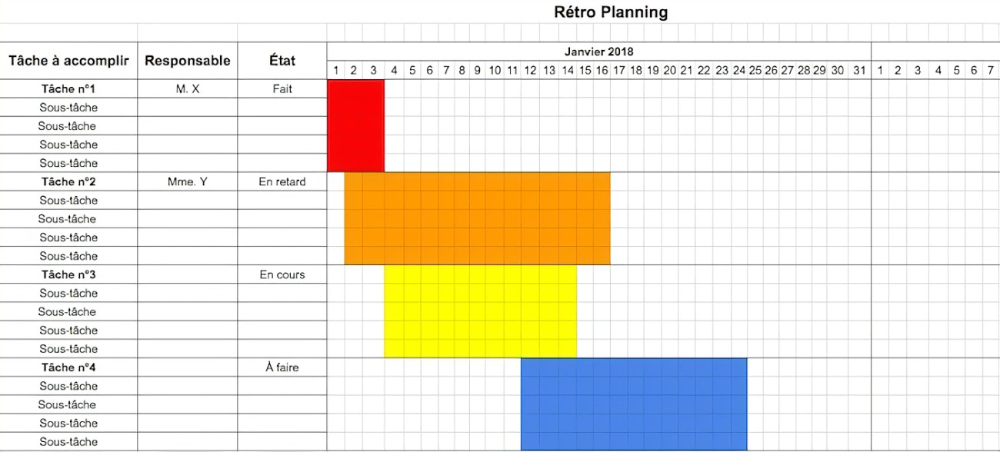 Rétro Planning
Tâche à accomplir Responsable État Janvier 2018
1 2 3 4 5 6 7 8 9 10 11 12 13 14 15 16 17 18 19 20 21 22 23 24 25 26 27 28 29 30 31 1 2 3 4 5 6 7
Tâche n°1 M. X Fait
Sous-tâche
Sous-tâche
Sous-tâche
Sous-tâche
Tâche n°2 Mme. Y En retard
Sous-tâche
Sous-tâche
Sous-tâche
Sous-tâche
Tâche n°3 En cours
Sous-tâche
Sous-tâche
Sous-tâche
Sous-tâche
Tâche n°4 À faire
Sous-tâche
Sous-tâche
Sous-tâche
Sous-tâche